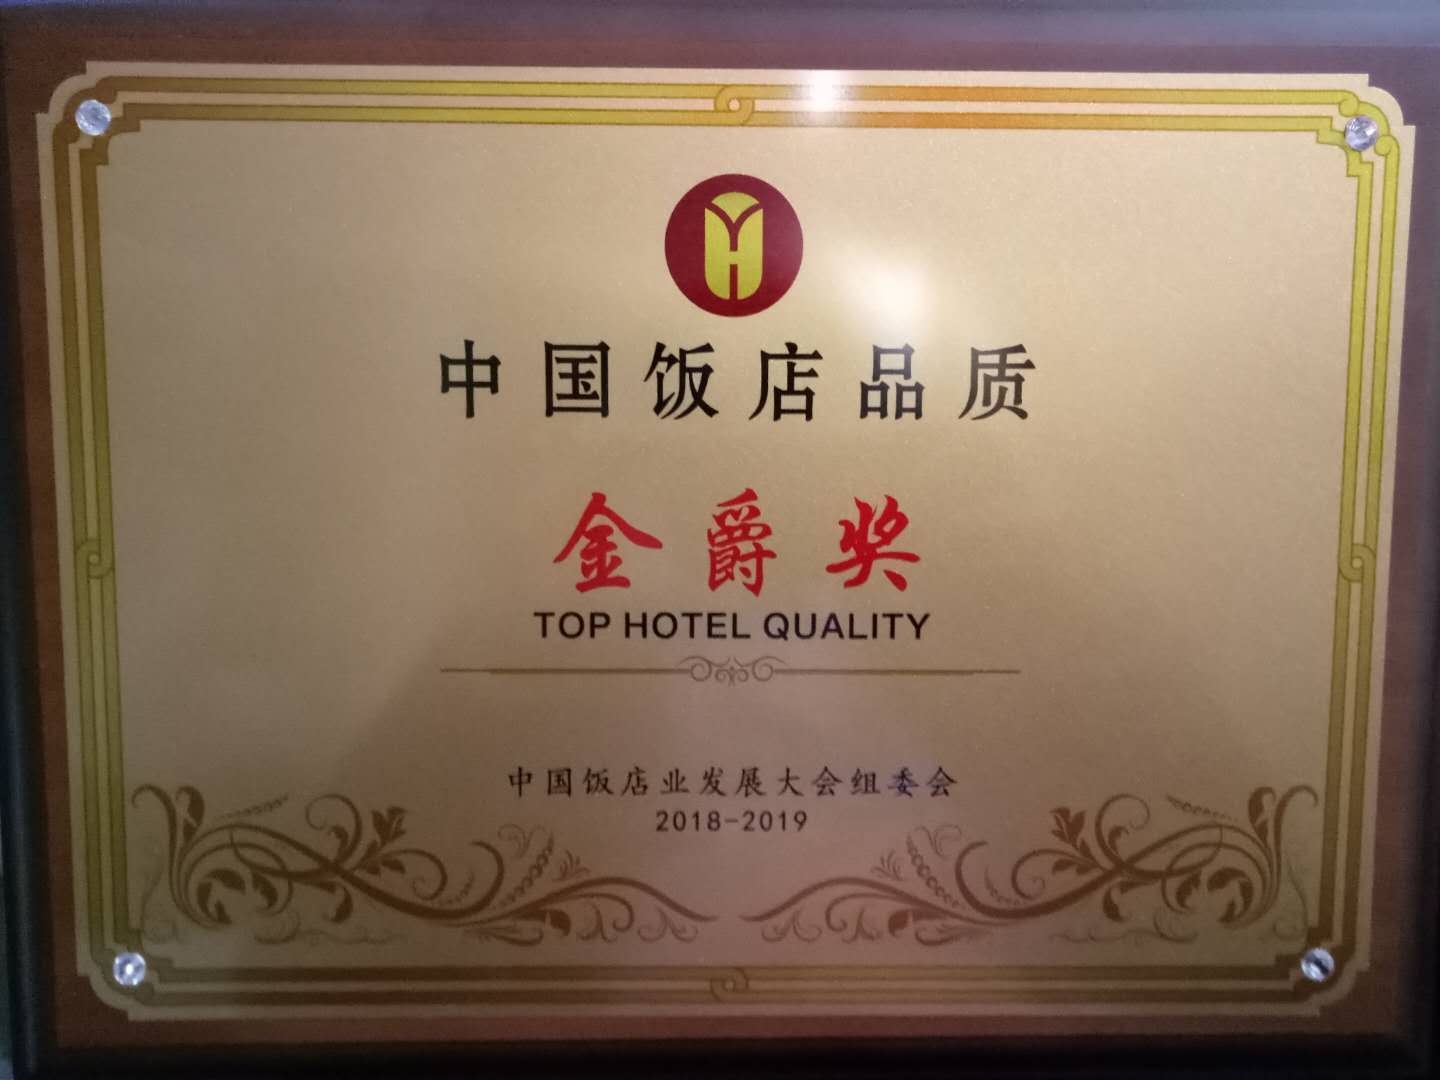 中国饭店品质
金爵奖
TOP HOTEL QUALITY
中国饭店业发展大会组委会
2018-2019